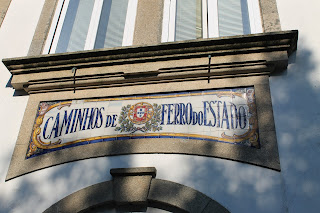 CAMINHOS DE FERRO DO ESTADO